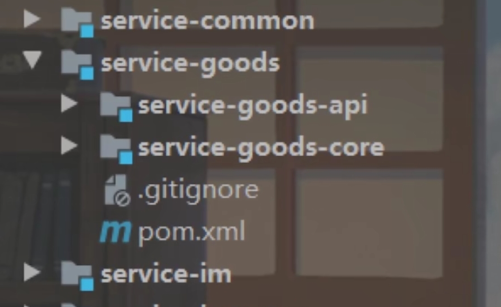 service-common
service-goods
service-goods-api
service-goods-core
.gitignore
pom.xml
service-im